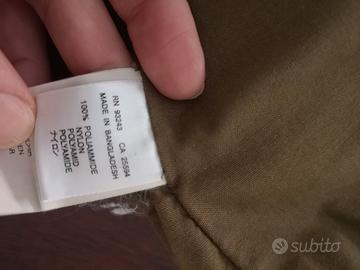 RN 93243 CA 25594
MADE IN BANGLADESH
100% POLIAMMIDE
NYLON
POLYAMID
POLYAMIDE
ナイロン
subito